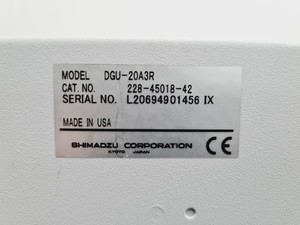 MODEL DGU-20A3R
CAT. NO. 228-45018-42
SERIAL NO. L20694901456 IX
MADE IN USA
SHIMADZU CORPORATION
KYOTO JAPAN
CE